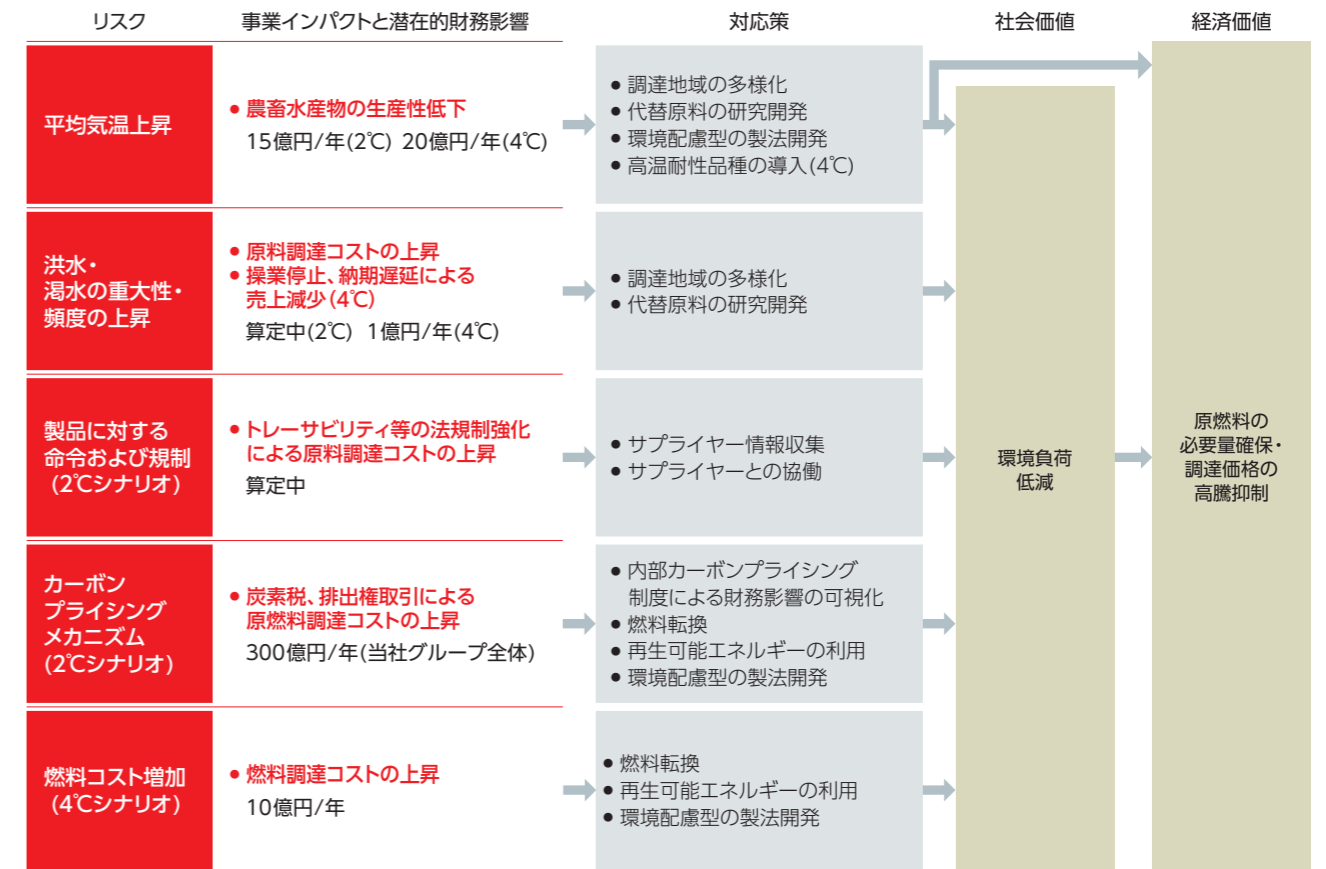 リスク
事業インパクトと潜在的財務影響
対応策
社会価値
経済価値
平均気温上昇
● 農畜水産物の生産性低下
15億円/年(2℃) 20億円/年(4℃)
● 調達地域の多様化
● 代替原料の研究開発
● 環境配慮型の製法開発
● 高温耐性品種の導入(4℃)
洪水・
渇水の重大性・
頻度の上昇
● 原料調達コストの上昇
● 操業停止、納期遅延による
売上減少(4℃)
算定中(2℃) 1億円/年(4℃)
● 調達地域の多様化
● 代替原料の研究開発
製品に対する
命令および規制
(2℃シナリオ)
● トレーサビリティ等の法規制強化
による原料調達コストの上昇
算定中
● サプライヤー情報収集
● サプライヤーとの協働
カーボン
プライシング
メカニズム
(2℃シナリオ)
● 炭素税、排出権取引による
原燃料調達コストの上昇
300億円/年(当社グループ全体)
● 内部カーボンプライシング
制度による財務影響の可視化
● 燃料転換
● 再生可能エネルギーの利用
● 環境配慮型の製法開発
燃料コスト増加
(4℃シナリオ)
● 燃料調達コストの上昇
10億円/年
● 燃料転換
● 再生可能エネルギーの利用
● 環境配慮型の製法開発
環境負荷
低減
原燃料の
必要量確保・
調達価格の
高騰抑制